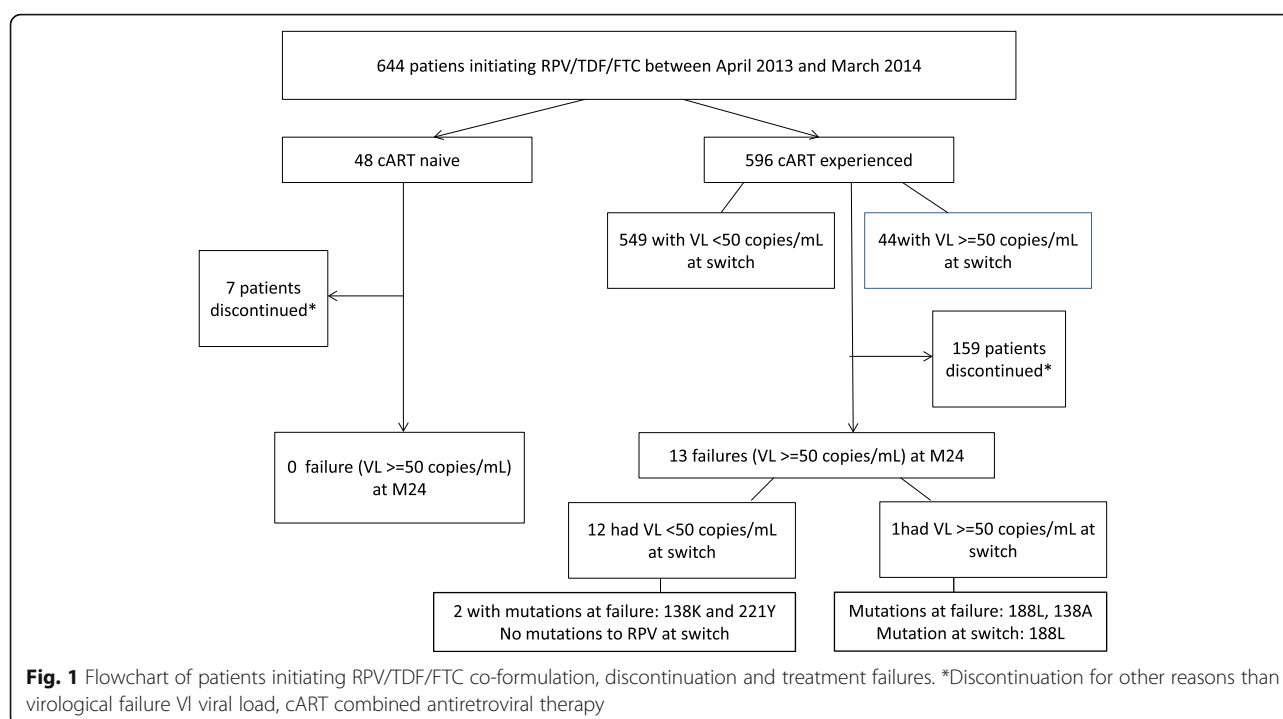 644 patiens initiating RPV/TDF/FTC between April 2013 and March 2014
48 cART naive
596 cART experienced
549 with VL <50 copies/mL
at switch
44with VL >=50 copies/mL
at switch
7 patients
discontinued*
159 patients
discontinued*
0 failure (VL >=50 copies/mL)
at M24
13 failures (VL >=50 copies/mL) at M24
12 had VL <50 copies/mL
at switch
1had VL >=50 copies/mL at
switch
2 with mutations at failure: 138K and 221Y
No mutations to RPV at switch
Mutations at failure: 188L, 138A
Mutation at switch: 188L
Fig. 1 Flowchart of patients initiating RPV/TDF/FTC co-formulation, discontinuation and treatment failures. *Discontinuation for other reasons than
virological failure Vl viral load, cART combined antiretroviral therapy